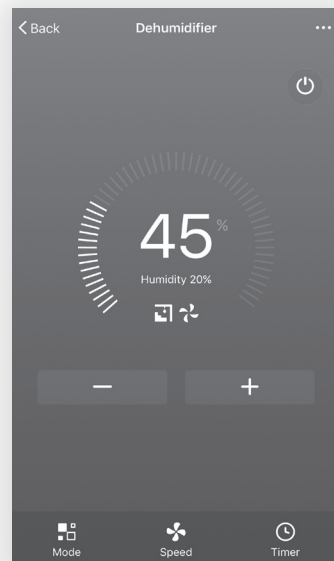 Back
Dehumidifier
45 %
Humidity 20%
Mode
Speed
Timer